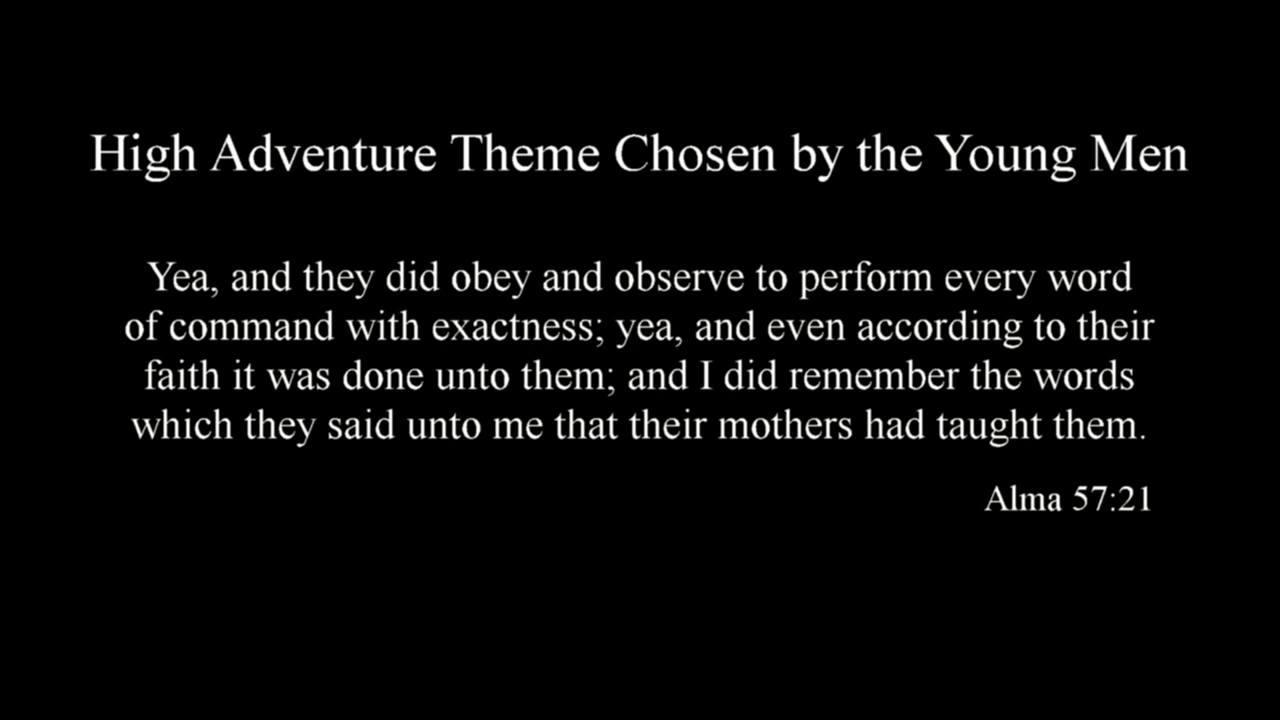 High Adventure Theme Chosen by the Young Men
Yea, and they did obey and observe to perform every word
of command with exactness; yea, and even according to their
faith it was done unto them; and I did remember the words
which they said unto me that their mothers had taught them.
Alma 57:21